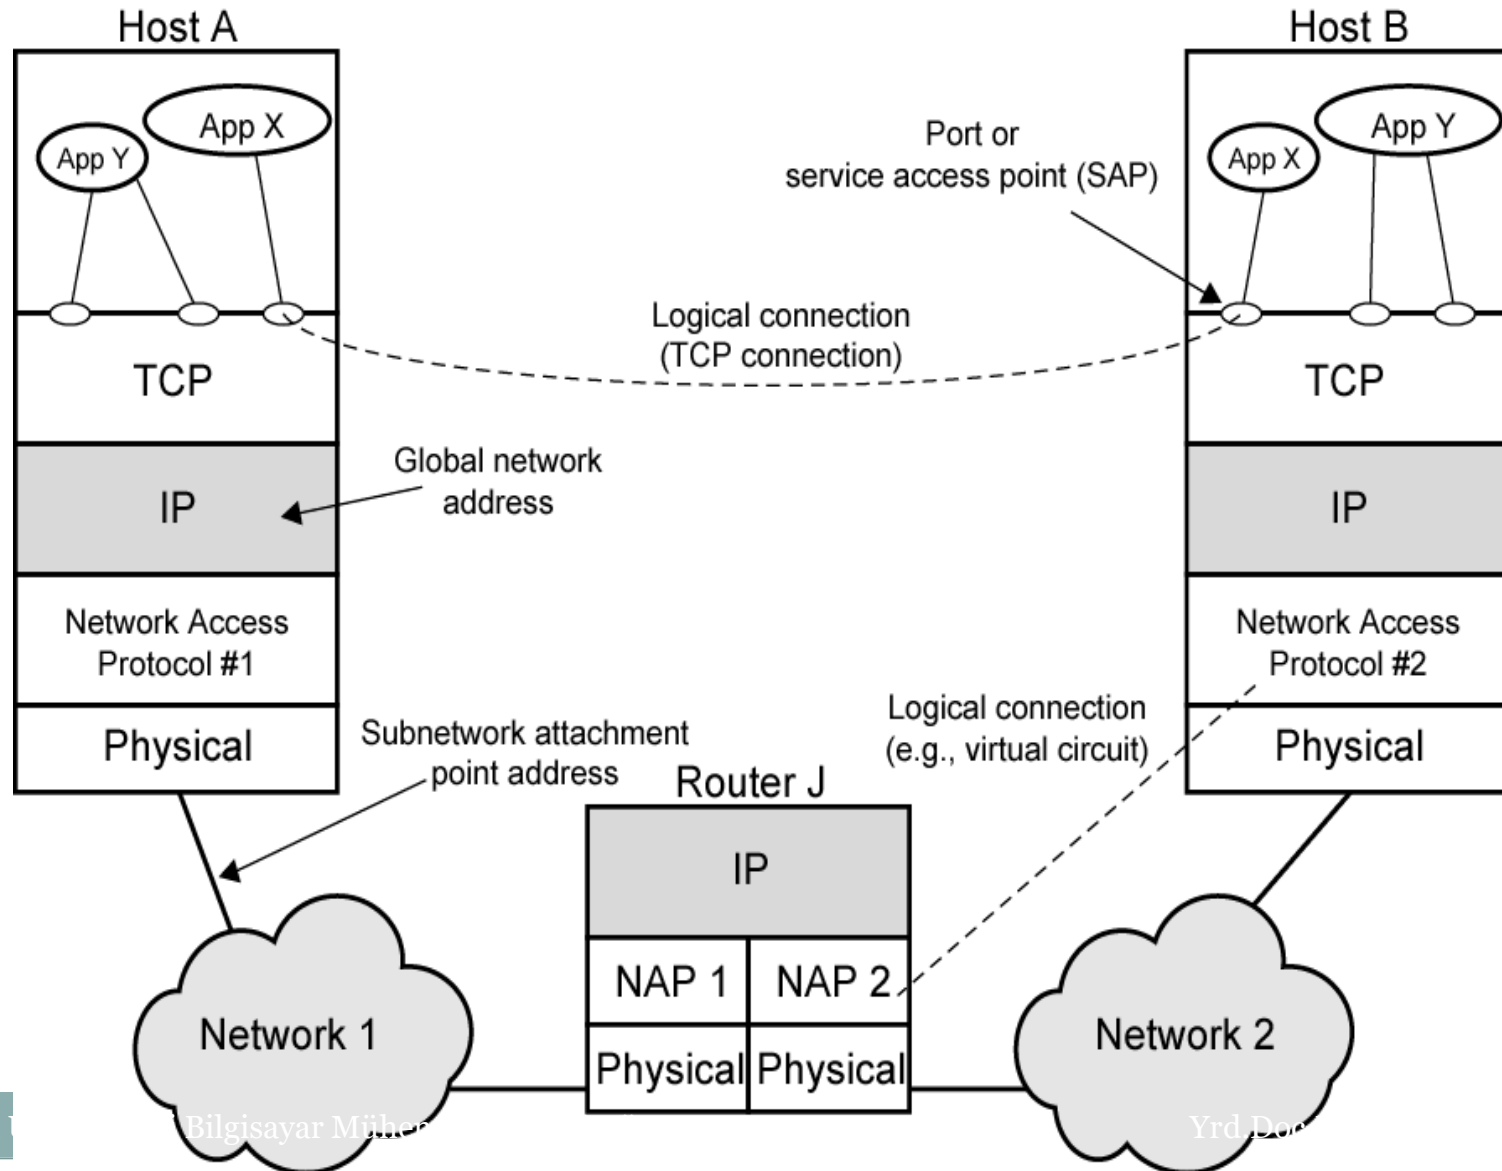 Host A
App X
App Y
TCP
IP
Network Access
Protocol #1
Physical
Port or
service access point (SAP)
Logical connection
(TCP connection)
Global network
address
Subnetwork attachment
point address
Host B
App Y
App X
TCP
IP
Network Access
Protocol #2
Physical
Logical connection
(e.g., virtual circuit)
Router J
IP
NAP 1
NAP 2
Physical
Physical
Network 1
Network 2
Bilgisayar